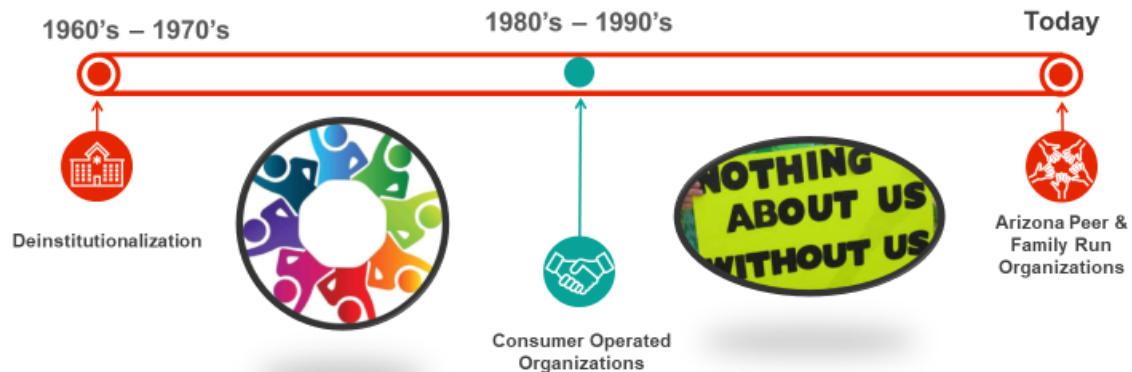 1960's – 1970's
1980's – 1990's
Today
Deinstitutionalization
NOTHING
ABOUT US
WITHOUT US
Consumer Operated
Organizations
Arizona Peer &
Family Run
Organizations